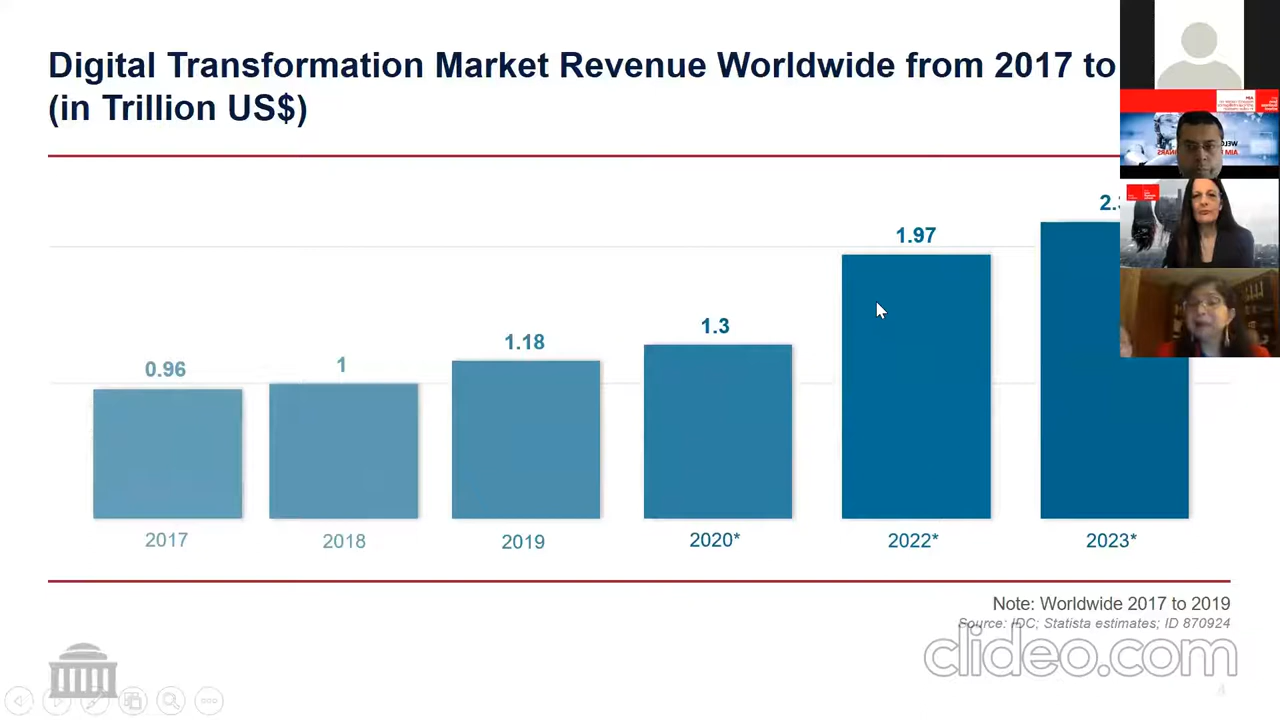 Digital Transformation Market Revenue Worldwide from 2017 to
(in Trillion US$)
0.96
1
1.18
1.3
1.97
2.
2017
2018
2019
2020*
2022*
2023*
Note: Worldwide 2017 to 2019
Source: IDC; Statista estimates; ID 870924
clideo.com
4